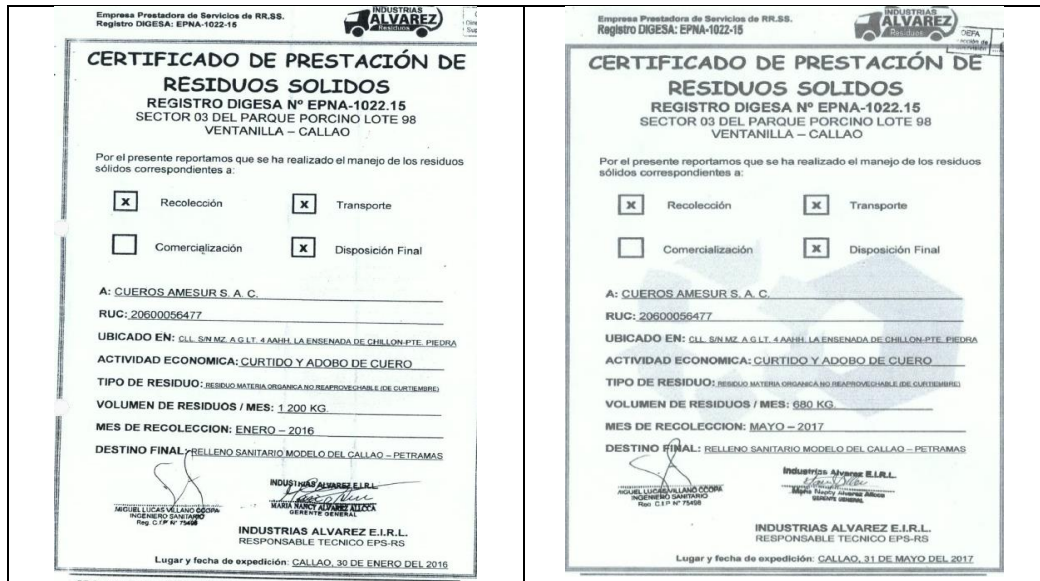 Empresa Prestadora de Servicios de RR.SS.
Registro DIGESA: EPNA-1022-15
INDUSTRIAS
ALVAREZ
Residuos
CERTIFICADO DE PRESTACIÓN DE
RESIDUOS SOLIDOS
REGISTRO DIGESA Nº EPNA-1022.15
SECTOR 03 DEL PARQUE PORCINO LOTE 98
VENTANILLA – CALLAO
Por el presente reportamos que se ha realizado el manejo de los residuos
sólidos correspondientes a:
x Recolección x Transporte
Comercialización x Disposición Final
A: CUEROS AMESUR S. A. C.
RUC: 20600056477
UBICADO EN: CLL. S/N MZ. A G LT. 4 AAHH. LA ENSENADA DE CHILLON-PTE. PIEDRA
ACTIVIDAD ECONOMICA: CURTIDO Y ADOBO DE CUERO
TIPO DE RESIDUO: RESIDUO MATERIA ORGANICA NO REAPROVECHABLE (DE CURTIEMBRE)
VOLUMEN DE RESIDUOS / MES: 1 200 KG.
MES DE RECOLECCION: ENERO – 2016
DESTINO FINAL: RELLENO SANITARIO MODELO DEL CALLAO – PETRAMAS
MIGUEL LUCAS VILLANO CCOPA
INGENIERO SANITARIO
Reg. C.I.P Nº 75498
INDUSTRIAS ALVAREZ E.I.R.L.
MARIA NANCY ALVAREZ ALLCCA
GERENTE GENERAL
INDUSTRIAS ALVAREZ E.I.R.L.
RESPONSABLE TECNICO EPS-RS
Lugar y fecha de expedición: CALLAO, 30 DE ENERO DEL 2016
Empresa Prestadora de Servicios de RR.SS.
Registro DIGESA: EPNA-1022-15
INDUSTRIAS
ALVAREZ
Residuos
OEFA
CERTIFICADO DE PRESTACIÓN DE
RESIDUOS SOLIDOS
REGISTRO DIGESA Nº EPNA-1022.15
SECTOR 03 DEL PARQUE PORCINO LOTE 98
VENTANILLA – CALLAO
Por el presente reportamos que se ha realizado el manejo de los residuos
sólidos correspondientes a:
x Recolección x Transporte
Comercialización x Disposición Final
A: CUEROS AMESUR S. A. C.
RUC: 20600056477
UBICADO EN: CLL. S/N MZ. A G LT. 4 AAHH. LA ENSENADA DE CHILLON-PTE. PIEDRA
ACTIVIDAD ECONOMICA: CURTIDO Y ADOBO DE CUERO
TIPO DE RESIDUO: RESIDUO MATERIA ORGANICA NO REAPROVECHABLE (DE CURTIEMBRE)
VOLUMEN DE RESIDUOS / MES: 680 KG.
MES DE RECOLECCION: MAYO – 2017
DESTINO FINAL: RELLENO SANITARIO MODELO DEL CALLAO – PETRAMAS
MIGUEL LUCAS VILLANO CCOPA
INGENIERO SANITARIO
Reg. C.I.P Nº 75498
Industrias Alvarez E.I.R.L.
GERENTE GENERAL
INDUSTRIAS ALVAREZ E.I.R.L.
RESPONSABLE TECNICO EPS-RS
Lugar y fecha de expedición: CALLAO, 31 DE MAYO DEL 2017